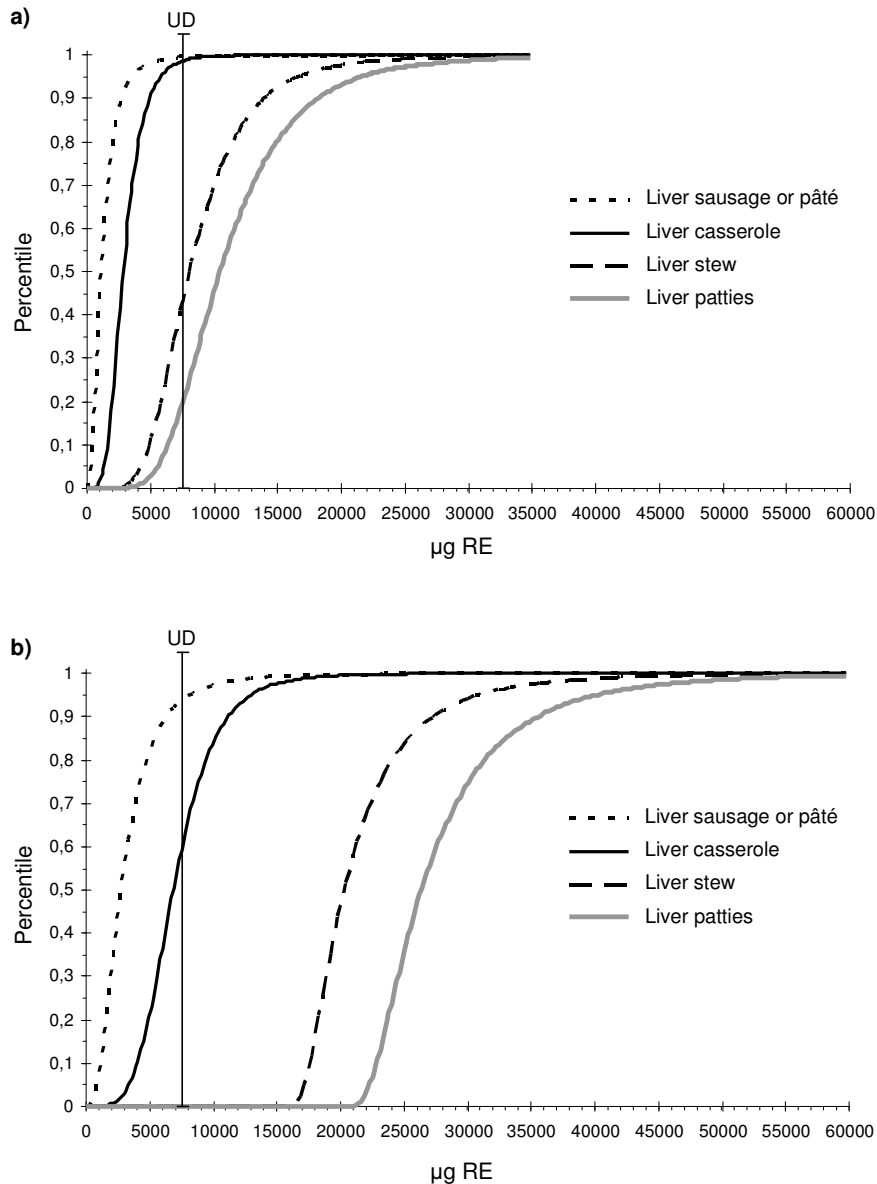 a)
UD
1
0,9
0,8
0,7
0,6
0,5
0,4
0,3
0,2
0,1
0
Percentile
0 5000 10000 15000 20000 25000 30000 35000 40000 45000 50000 55000 60000
µg RE
Liver sausage or pâté
Liver casserole
Liver stew
Liver patties
b)
UD
1
0,9
0,8
0,7
0,6
0,5
0,4
0,3
0,2
0,1
0
Percentile
0 5000 10000 15000 20000 25000 30000 35000 40000 45000 50000 55000 60000
µg RE
Liver sausage or pâté
Liver casserole
Liver stew
Liver patties